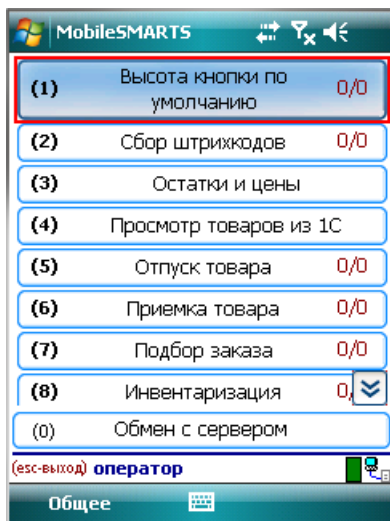 MobileSMARTS
(1) Высота кнопки по 0/0
умолчанию
(2) Сбор штрихкодов 0/0
(3) Остатки и цены
(4) Просмотр товаров из 1С
(5) Отпуск товара 0/0
(6) Приемка товара 0/0
(7) Подбор заказа 0/0
(8) Инвентаризация 0/
(0) Обмен с сервером
(esc-выход) оператор
Общее